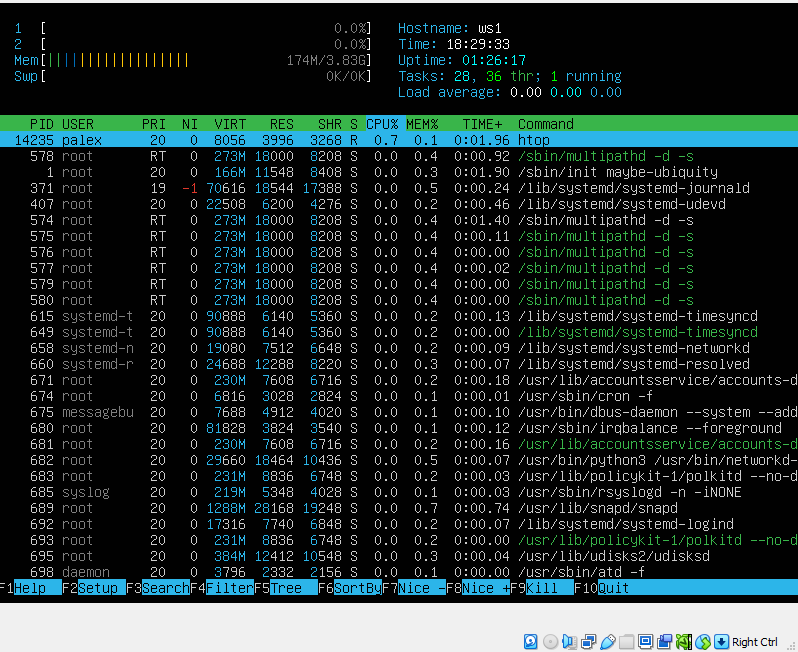 1 [ 0.0%] Hostname: ws1
2 [ 0.0%] Time: 18:29:33
Mem[||||||||||||||||||| 174M/3.83G] Uptime: 01:26:17
Swp[ 0K/0K] Tasks: 28, 36 thr; 1 running
Load average: 0.00 0.00 0.00
PID USER PRI NI VIRT RES SHR S CPU% MEM% TIME+ Command
14235 palex 20 0 8056 3996 3268 R 0.7 0.1 0:01.96 htop
578 root RT 0 273M 18000 8208 S 0.0 0.4 0:00.92 /sbin/multipathd -d -s
1 root 20 0 166M 11548 8408 S 0.0 0.3 0:01.90 /sbin/init maybe-ubiquity
371 root 19 -1 70616 18544 17388 S 0.0 0.5 0:00.24 /lib/systemd/systemd-journald
407 root 20 0 22508 6200 4276 S 0.0 0.2 0:00.46 /lib/systemd/systemd-udevd
574 root RT 0 273M 18000 8208 S 0.0 0.4 0:01.40 /sbin/multipathd -d -s
575 root RT 0 273M 18000 8208 S 0.0 0.4 0:00.11 /sbin/multipathd -d -s
576 root RT 0 273M 18000 8208 S 0.0 0.4 0:00.00 /sbin/multipathd -d -s
577 root RT 0 273M 18000 8208 S 0.0 0.4 0:00.02 /sbin/multipathd -d -s
579 root RT 0 273M 18000 8208 S 0.0 0.4 0:00.00 /sbin/multipathd -d -s
580 root RT 0 273M 18000 8208 S 0.0 0.4 0:00.00 /sbin/multipathd -d -s
615 systemd-t 20 0 90888 6140 5360 S 0.0 0.2 0:00.13 /lib/systemd/systemd-timesyncd
649 systemd-t 20 0 90888 6140 5360 S 0.0 0.2 0:00.00 /lib/systemd/systemd-timesyncd
658 systemd-n 20 0 19080 7512 6648 S 0.0 0.2 0:00.09 /lib/systemd/systemd-networkd
660 systemd-r 20 0 24688 12288 8220 S 0.0 0.3 0:00.07 /lib/systemd/systemd-resolved
671 root 20 0 230M 7608 6716 S 0.0 0.2 0:00.18 /usr/lib/accountsservice/accounts-d
674 root 20 0 6816 3028 2824 S 0.0 0.1 0:00.01 /usr/sbin/cron -f
675 messagebu 20 0 7688 4912 4020 S 0.0 0.1 0:00.10 /usr/bin/dbus-daemon --system --add
680 root 20 0 81828 3824 3540 S 0.0 0.1 0:00.12 /usr/sbin/irqbalance --foreground
681 root 20 0 230M 7608 6716 S 0.0 0.2 0:00.16 /usr/lib/accountsservice/accounts-d
682 root 20 0 29660 18464 10436 S 0.0 0.5 0:00.07 /usr/bin/python3 /usr/bin/networkd-
683 root 20 0 231M 8836 6748 S 0.0 0.2 0:00.03 /usr/lib/policykit-1/polkitd --no-d
685 syslog 20 0 219M 5348 4028 S 0.0 0.1 0:00.03 /usr/sbin/rsyslogd -n -iNONE
689 root 20 0 1288M 28168 19248 S 0.0 0.7 0:00.74 /usr/lib/snapd/snapd
692 root 20 0 17316 7740 6848 S 0.0 0.2 0:00.07 /lib/systemd/systemd-logind
693 root 20 0 231M 8836 6748 S 0.0 0.2 0:00.00 /usr/lib/policykit-1/polkitd --no-d
695 root 20 0 384M 12412 10548 S 0.0 0.3 0:00.04 /usr/lib/udisks2/udisksd
698 daemon 20 0 3796 2332 2156 S 0.0 0.1 0:00.00 /usr/sbin/atd -f
F1Help F2Setup F3SearchF4FilterF5Tree F6SortByF7Nice -F8Nice +F9Kill F10Quit
Right Ctrl